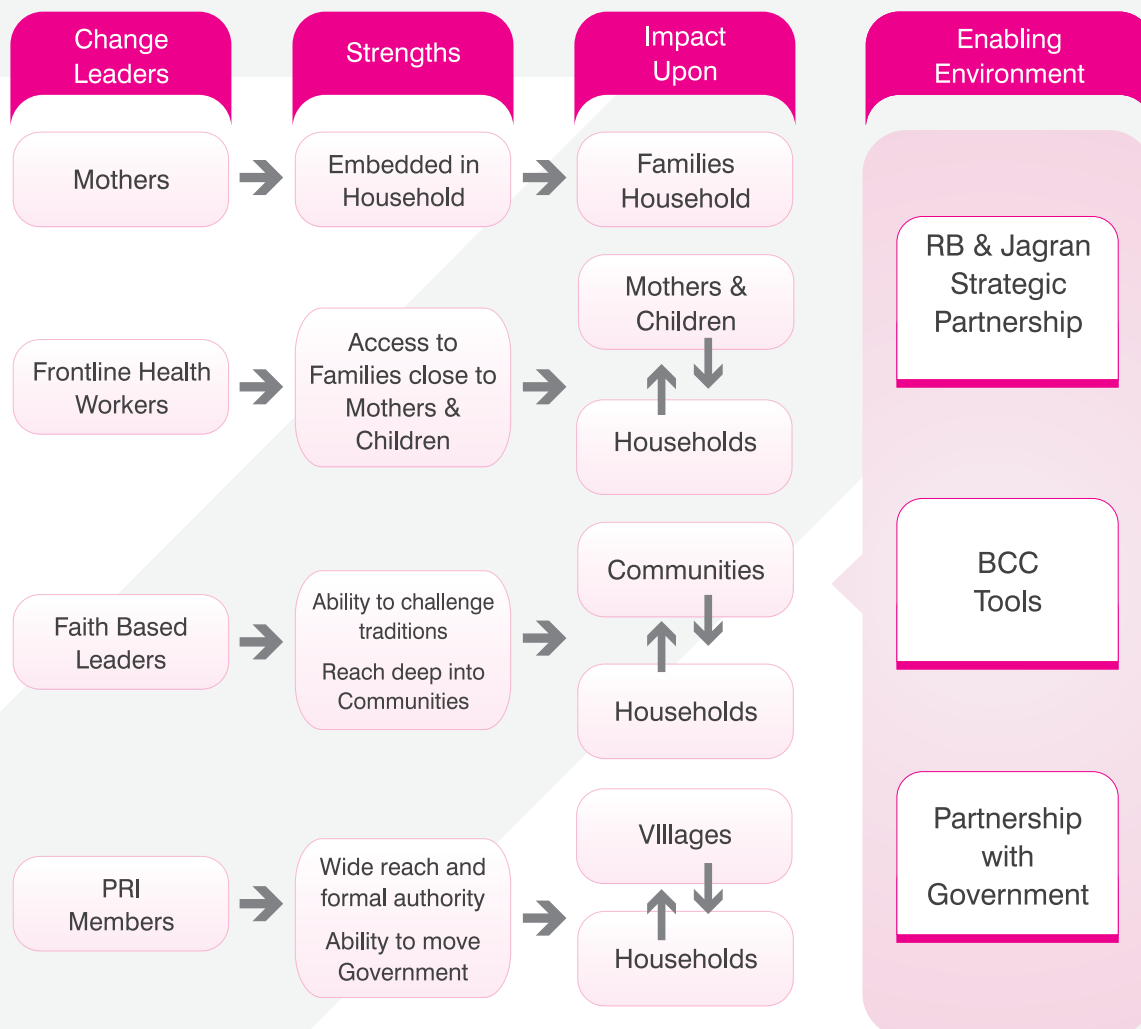 Change
Leaders
Strengths
Impact
Upon
Enabling
Environment
Mothers
Embedded in
Household
Families
Household
Frontline Health
Workers
Access to
Families close to
Mothers &
Children
Mothers &
Children
Households
Faith Based
Leaders
Ability to challenge
traditions
Reach deep into
Communities
Communities
Households
PRI
Members
Wide reach and
formal authority
Ability to move
Government
VIllages
Households
RB & Jagran
Strategic
Partnership
BCC
Tools
Partnership
with
Government